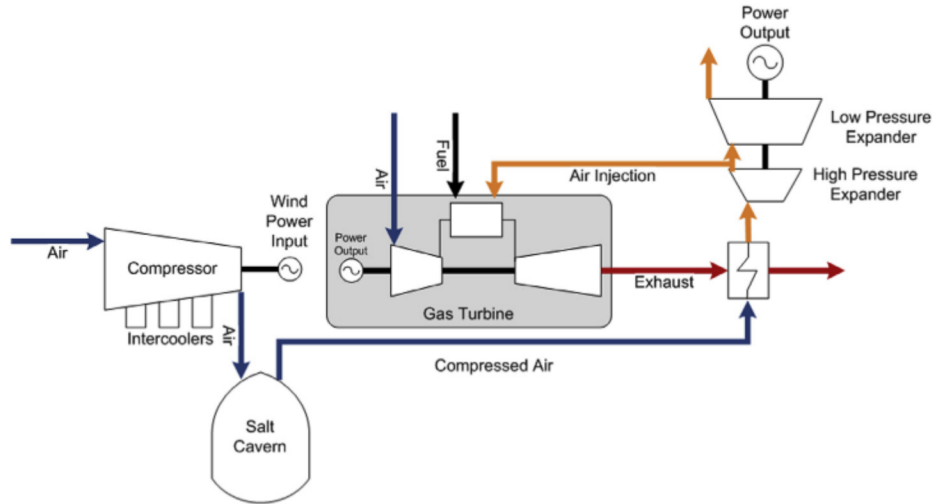 Power
Output
Low Pressure
Expander
Air
Fuel
Air Injection
High Pressure
Expander
Wind
Power
Input
Air
Compressor
Power
Output
Exhaust
Gas Turbine
Intercoolers
Air
Compressed Air
Salt
Cavern